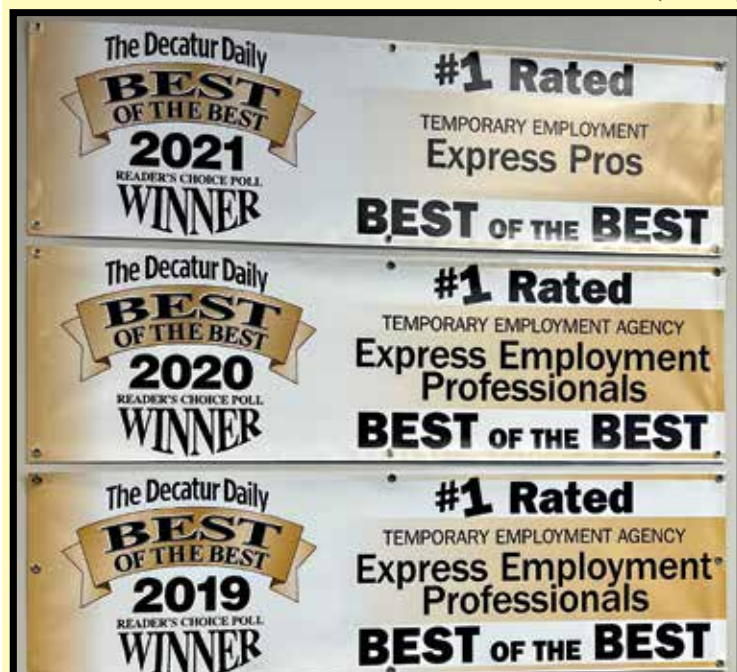 The Decatur Daily
BEST
OF THE BEST
2021
READER'S CHOICE POLL
WINNER
#1 Rated
TEMPORARY EMPLOYMENT
Express Pros
BEST OF THE BEST
The Decatur Daily
BEST
OF THE BEST
2020
READER'S CHOICE POLL
WINNER
#1 Rated
TEMPORARY EMPLOYMENT AGENCY
Express Employment
Professionals
BEST OF THE BEST
The Decatur Daily
BEST
OF THE BEST
2019
READER'S CHOICE POLL
WINNER
#1 Rated
TEMPORARY EMPLOYMENT AGENCY
Express Employment
Professionals
BEST OF THE BEST